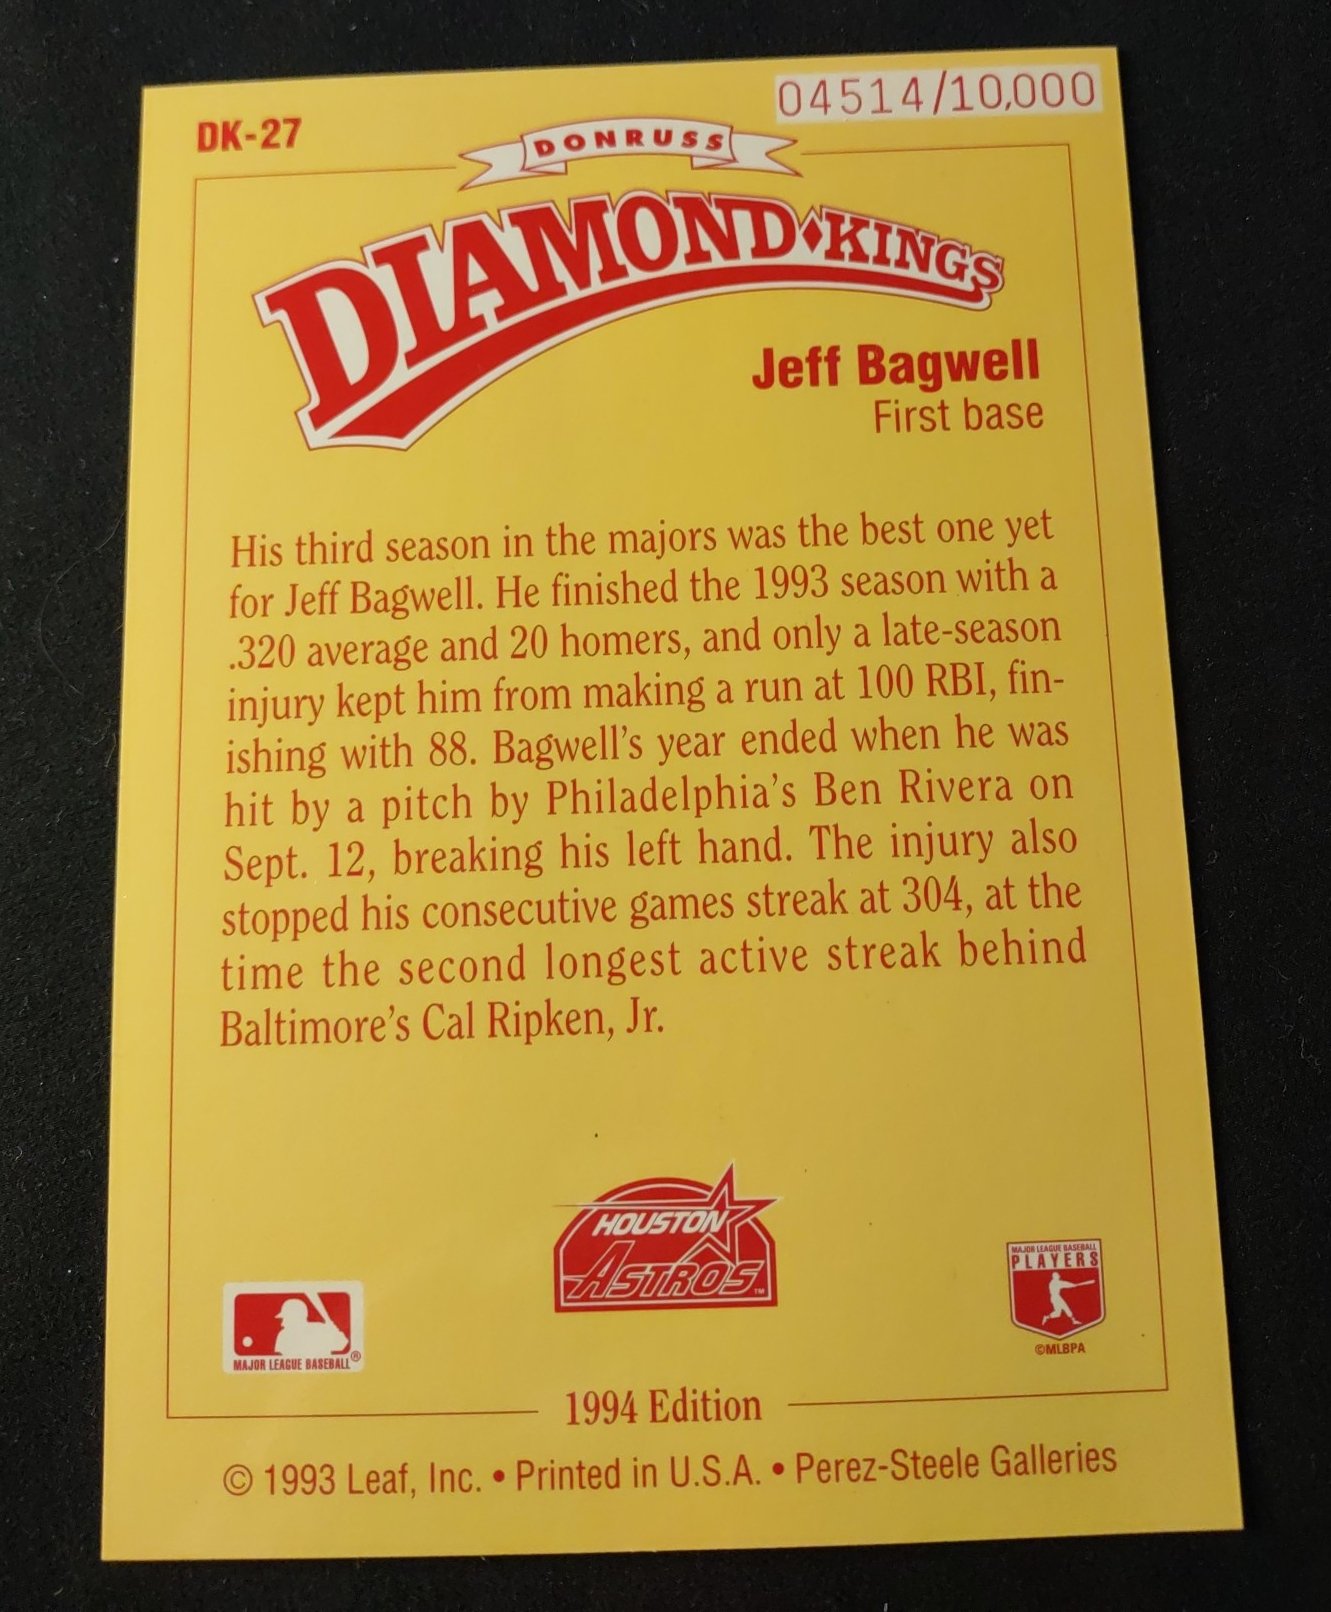 04514/10,000
DK-27
DONRUSS
DIAMOND♦KINGS
Jeff Bagwell
First base
His third season in the majors was the best one yet
for Jeff Bagwell. He finished the 1993 season with a
.320 average and 20 homers, and only a late-season
injury kept him from making a run at 100 RBI, fin-
ishing with 88. Bagwell's year ended when he was
hit by a pitch by Philadelphia's Ben Rivera on
Sept. 12, breaking his left hand. The injury also
stopped his consecutive games streak at 304, at the
time the second longest active streak behind
Baltimore's Cal Ripken, Jr.
HOUSTON
ASTROS™
MAJOR LEAGUE BASEBALL
PLAYERS
©MLBPA
MAJOR LEAGUE BASEBALL®
1994 Edition
© 1993 Leaf, Inc. • Printed in U.S.A. • Perez-Steele Galleries